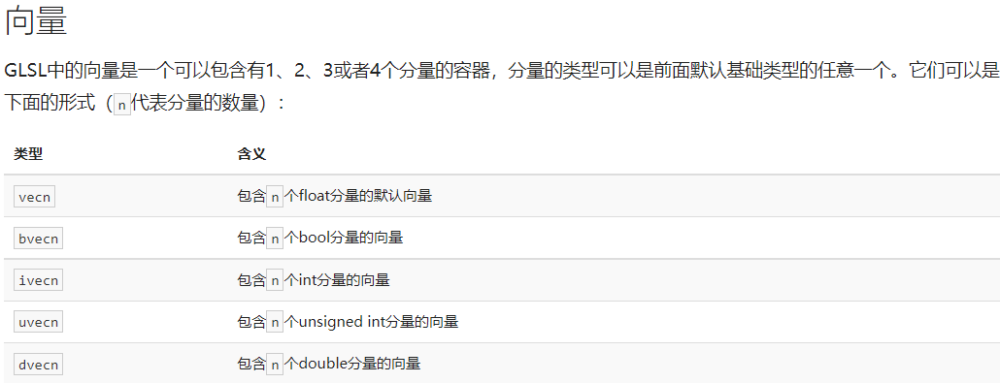 向量
GLSL中的向量是一个可以包含有1、2、3或者4个分量的容器，分量的类型可以是前面默认基础类型的任意一个。它们可以是
下面的形式（n代表分量的数量）：
类型 含义
vecn 包含n个float分量的默认向量
bvecn 包含n个bool分量的向量
ivecn 包含n个int分量的向量
uvecn 包含n个unsigned int分量的向量
dvecn 包含n个double分量的向量